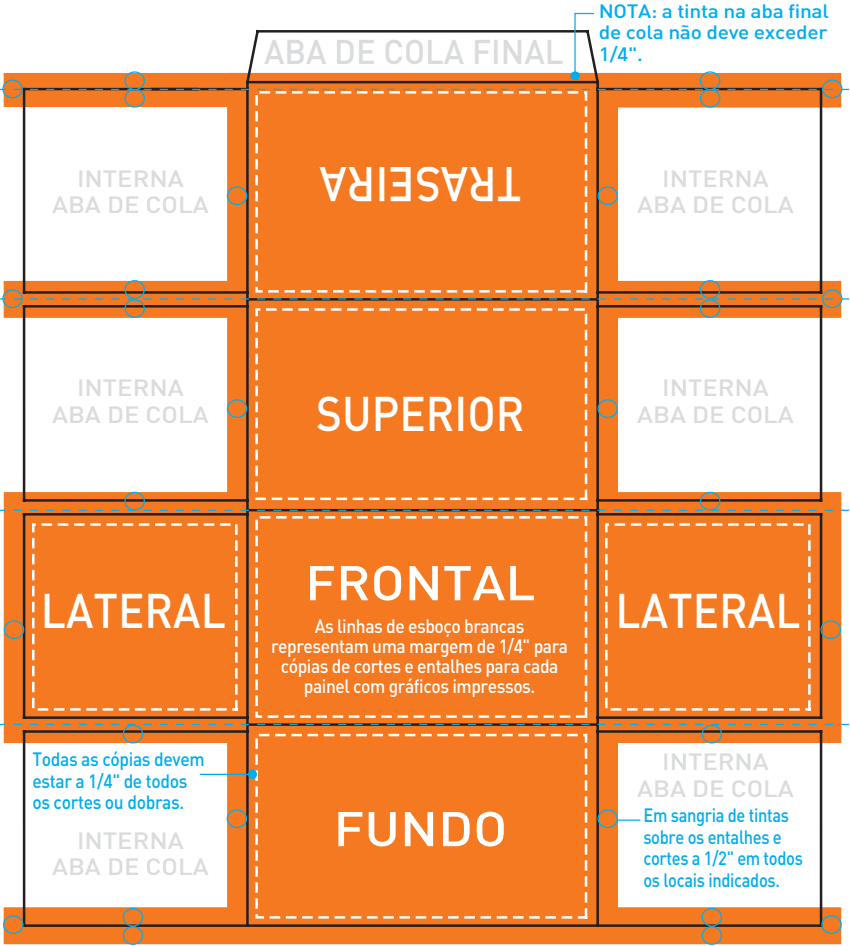 NOTA: a tinta na aba final
de cola não deve exceder
1/4".
ABA DE COLA FINAL
INTERNA
ABA DE COLA
TRASEIRA
INTERNA
ABA DE COLA
INTERNA
ABA DE COLA
SUPERIOR
INTERNA
ABA DE COLA
LATERAL
FRONTAL
As linhas de esboço brancas
representam uma margem de 1/4" para
cópias de cortes e entalhes para cada
painel com gráficos impressos.
LATERAL
Todas as cópias devem
estar a 1/4" de todos
os cortes ou dobras.
INTERNA
ABA DE COLA
FUNDO
INTERNA
ABA DE COLA
Em sangria de tintas
sobre os entalhes e
cortes a 1/2" em todos
os locais indicados.